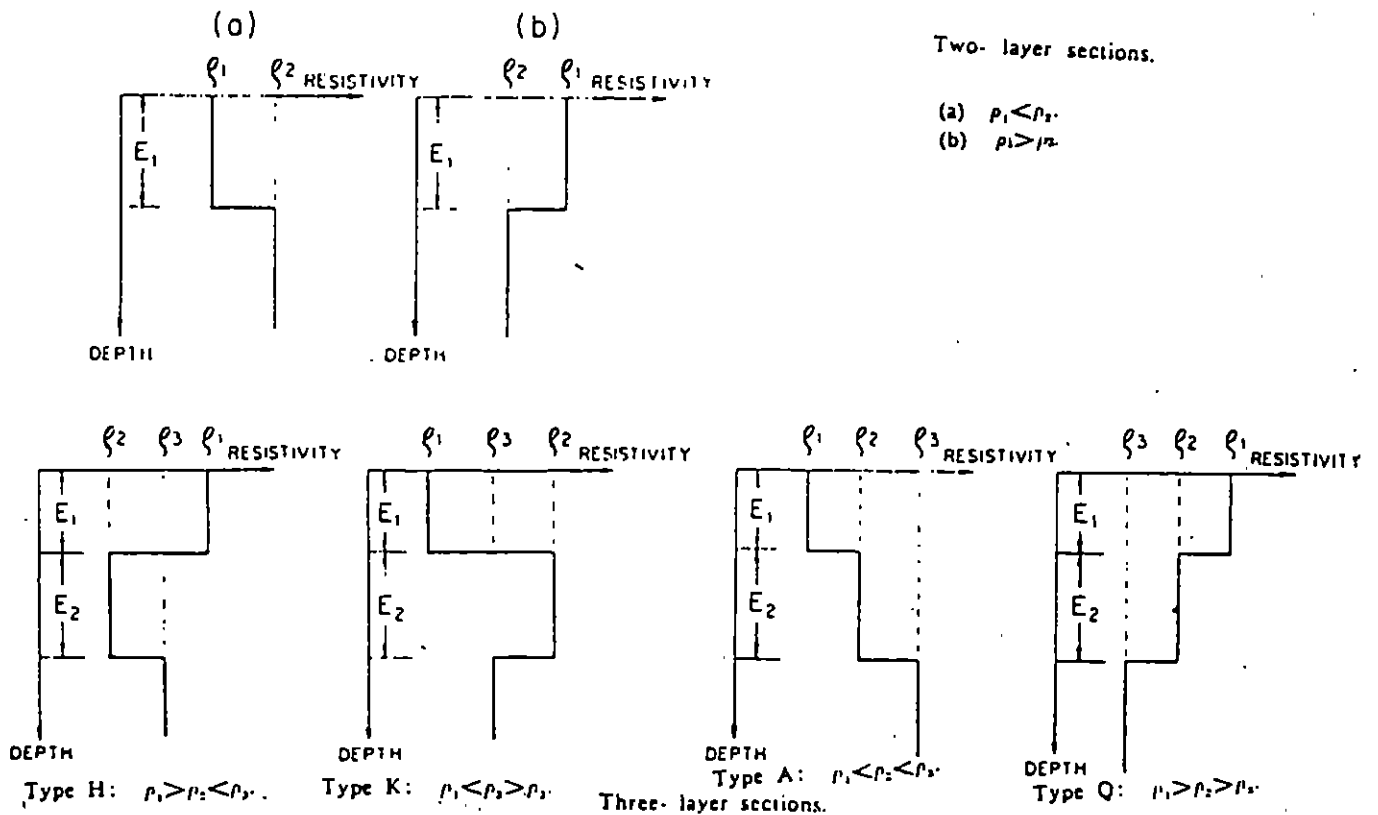 (a) (b)
Two- layer sections.
ρ1 ρ2 RESISTIVITY
ρ2 ρ1 RESISTIVITY
(a) ρ₁<ρ₂.
(b) ρ₁>ρ₂
E₁
E₁
DEPTH
DEPTH
ρ2 ρ3 ρ1 RESISTIVITY
ρ1 ρ3 ρ2 RESISTIVITY
ρ1 ρ2 ρ3 RESISTIVITY
ρ3 ρ2 ρ1 RESISTIVITY
E₁
E₂
E₁
E₂
E₁
E₂
E₁
E₂
DEPTH
Type H: ρ₁>ρ₂<ρ₃.
DEPTH
Type K: ρ₁<ρ₃>ρ₃.
DEPTH
Type A: ρ₁<ρ₂<ρ₃.
DEPTH
Type Q: ρ₁>ρ₂>ρ₃.
Three- layer sections.